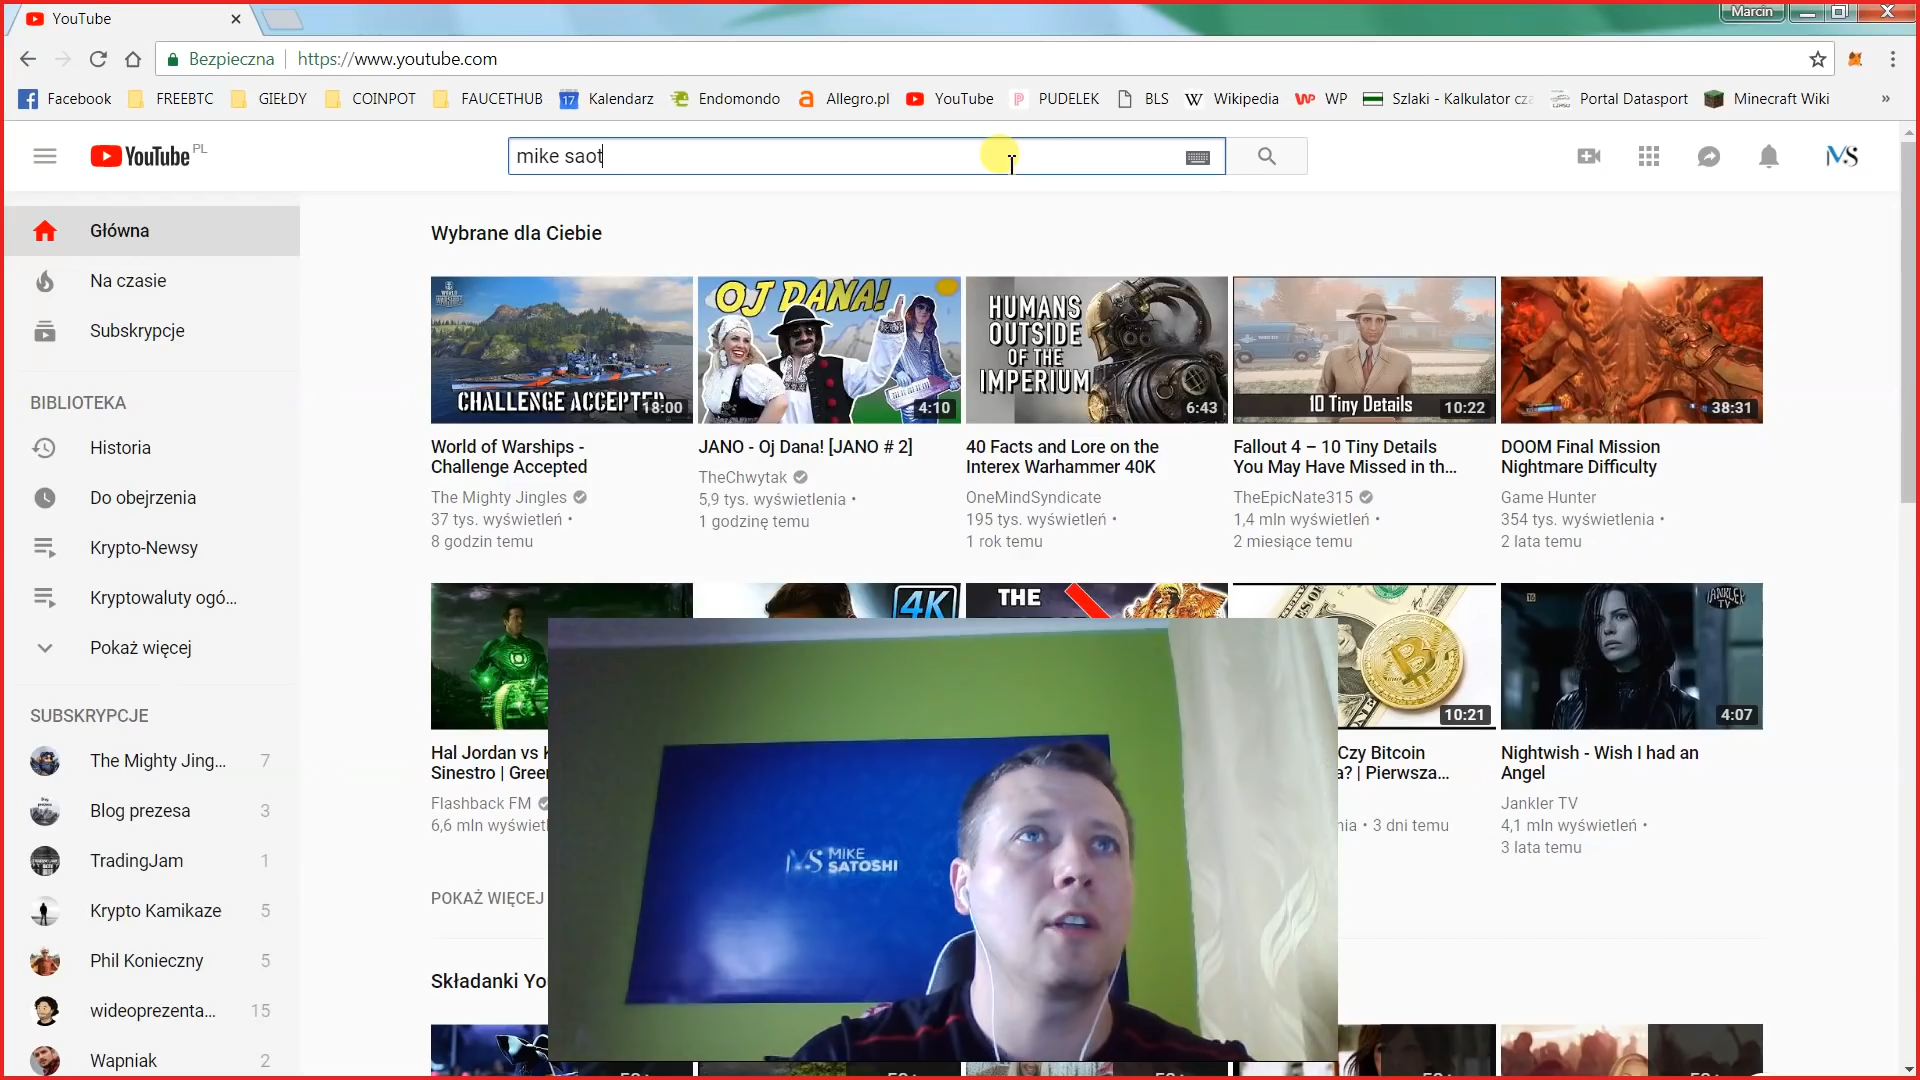 YouTube
Marcin
Bezpieczna
https://www.youtube.com
Facebook
FREEBTC
GIEŁDY
COINPOT
FAUCETHUB
17
Kalendarz
Endomondo
Allegro.pl
YouTube
PUDELEK
BLS
Wikipedia
WP
Szlaki - Kalkulator cza
Portal Datasport
Minecraft Wiki
YouTube PL
mike saot
Główna
Na czasie
Subskrypcje
BIBLIOTEKA
Historia
Do obejrzenia
Krypto-Newsy
Kryptowaluty ogó...
Pokaż więcej
SUBSKRYPCJE
The Mighty Jing... 7
Blog prezesa 3
TradingJam 1
Krypto Kamikaze 5
Phil Konieczny 5
wideoprezenta... 15
Wapniak 2
Wybrane dla Ciebie
CHALLENGE ACCEPTED
18:00
World of Warships -
Challenge Accepted
The Mighty Jingles
37 tys. wyświetleń •
8 godzin temu
OJ DANA!
4:10
JANO - Oj Dana! [JANO # 2]
TheChwytak
5,9 tys. wyświetlenia •
1 godzinę temu
HUMANS
OUTSIDE
OF THE
IMPERIUM
6:43
40 Facts and Lore on the
Interex Warhammer 40K
OneMindSyndicate
195 tys. wyświetleń •
1 rok temu
10 Tiny Details
10:22
Fallout 4 – 10 Tiny Details
You May Have Missed in th...
TheEpicNate315
1,4 mln wyświetleń •
2 miesiące temu
38:31
DOOM Final Mission
Nightmare Difficulty
Game Hunter
354 tys. wyświetlenia •
2 lata temu
Hal Jordan vs
Sinestro | Gree
Flashback FM
6,6 mln wyświet
4K
THE
10:21
Czy Bitcoin
a? | Pierwsza...
nia • 3 dni temu
JANKLER
TV
4:07
Nightwish - Wish I had an
Angel
Jankler TV
4,1 mln wyświetleń •
3 lata temu
POKAŻ WIĘCEJ
Składanki Yo
MS MIKE
SATOSHI